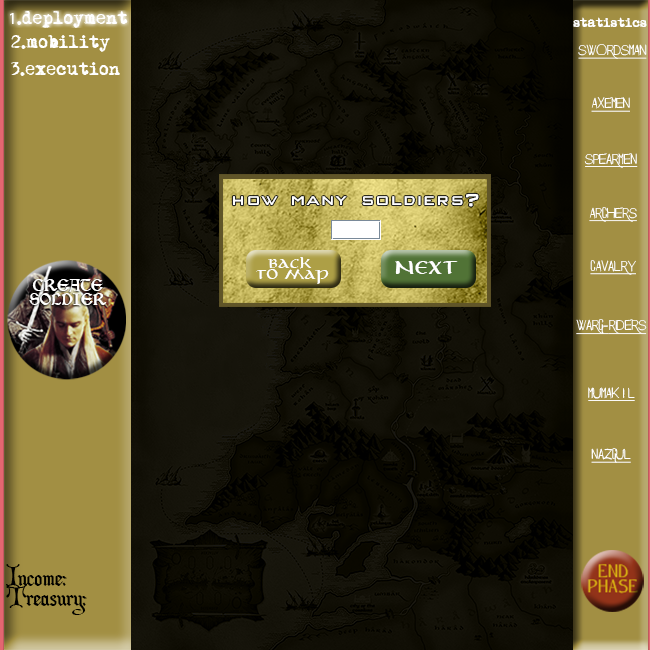 1.deployment
2.mobility
3.execution
CREATE
SOLDIER
Income:
Treasury:
HOW MANY SOLDIERS?
BACK
TO MAP
NEXT
statistics
SWORDSMAN
AXEMEN
SPEARMEN
ARCHERS
CAVALRY
WARG-RIDERS
MUMAKIL
NAZGUL
END
PHASE